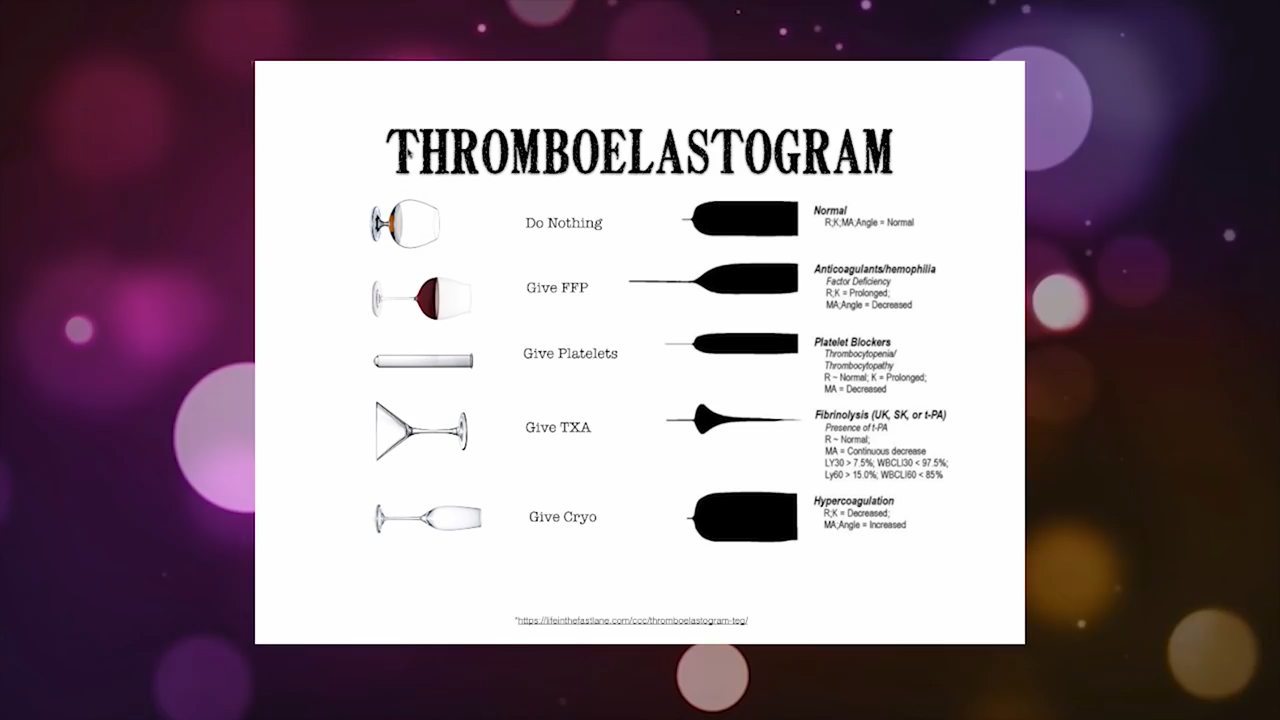 THROMBOELASTOGRAM
Do Nothing
Normal
R;K;MA;Angle = Normal
Give FFP
Anticoagulants/hemophilia
Factor Deficiency
R;K = Prolonged;
MA;Angle = Decreased
Give Platelets
Platelet Blockers
Thrombocytopenia/
Thrombocytopathy
R ~ Normal; K = Prolonged;
MA = Decreased
Give TXA
Fibrinolysis (UK, SK, or t-PA)
Presence of t-PA
R ~ Normal;
MA = Continuous decrease
LY30 > 7.5%; WBCLI30 < 97.5%;
Ly60 > 15.0%; WBCLI60 < 85%
Give Cryo
Hypercoagulation
R;K = Decreased;
MA;Angle = Increased
*https://lifeinthefastlane.com/ccc/thromboelastogram-teg/